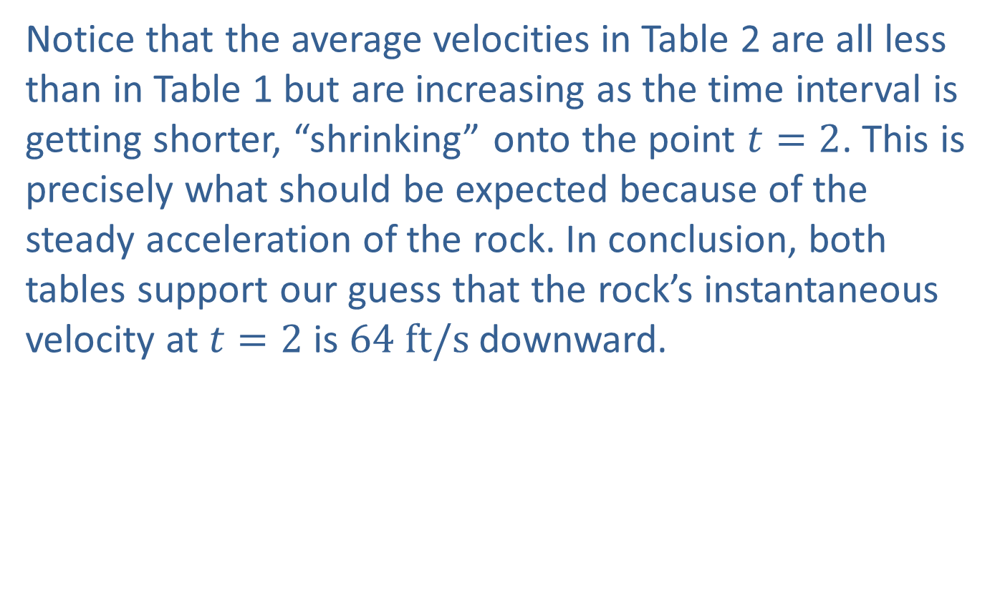 Notice that the average velocities in Table 2 are all less
than in Table 1 but are increasing as the time interval is
getting shorter, “shrinking” onto the point t = 2. This is
precisely what should be expected because of the
steady acceleration of the rock. In conclusion, both
tables support our guess that the rock’s instantaneous
velocity at t = 2 is 64 ft/s downward.